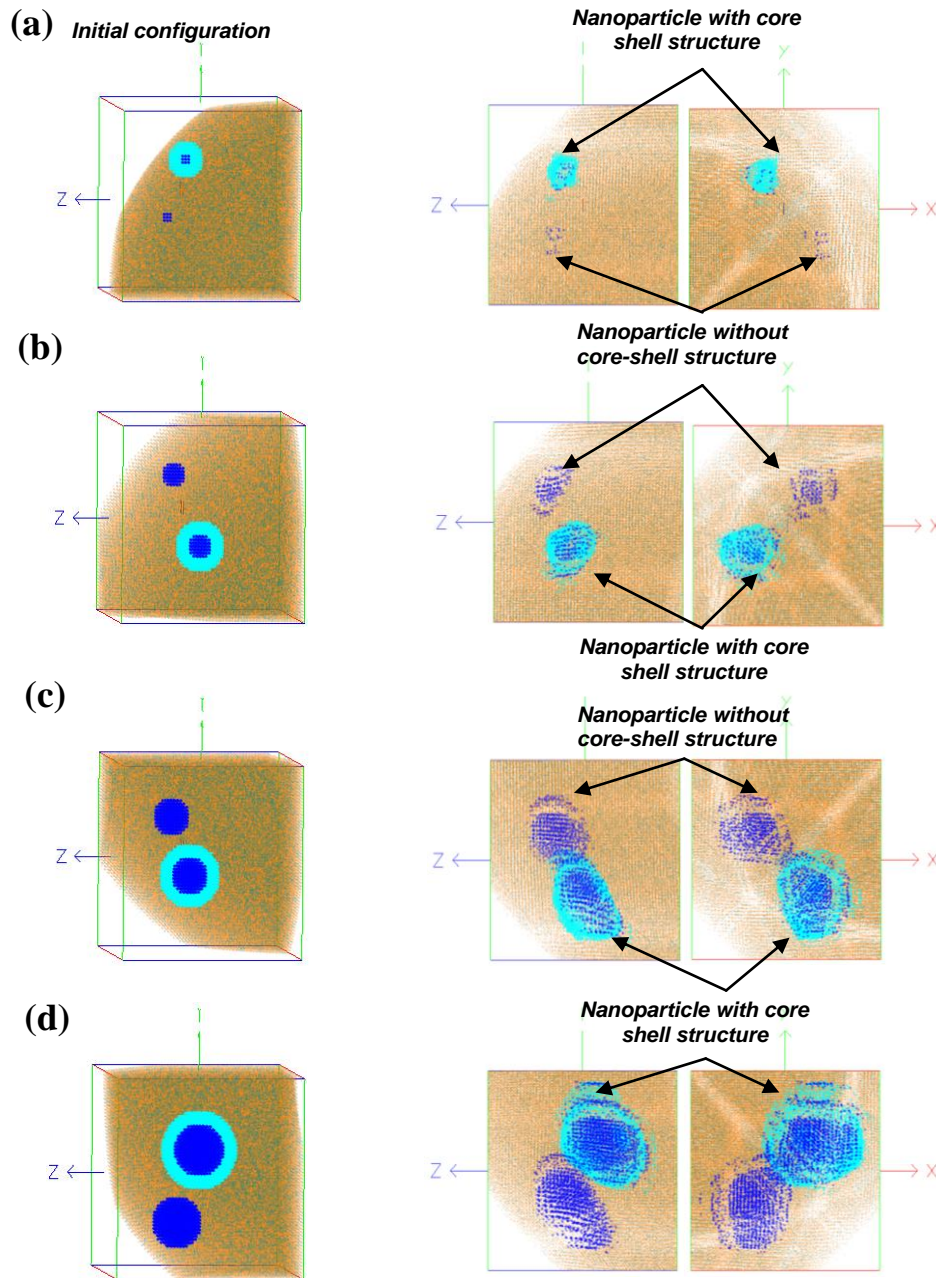 (a)
Initial configuration
Nanoparticle with core
shell structure
Y
Y
Z
Z
X
(b)
Nanoparticle without
core-shell structure
Y
Z
Z
X
Nanoparticle with core
shell structure
(c)
Nanoparticle without
core-shell structure
Z
Z
X
(d)
Nanoparticle with core
shell structure
Y
Z
Z
X